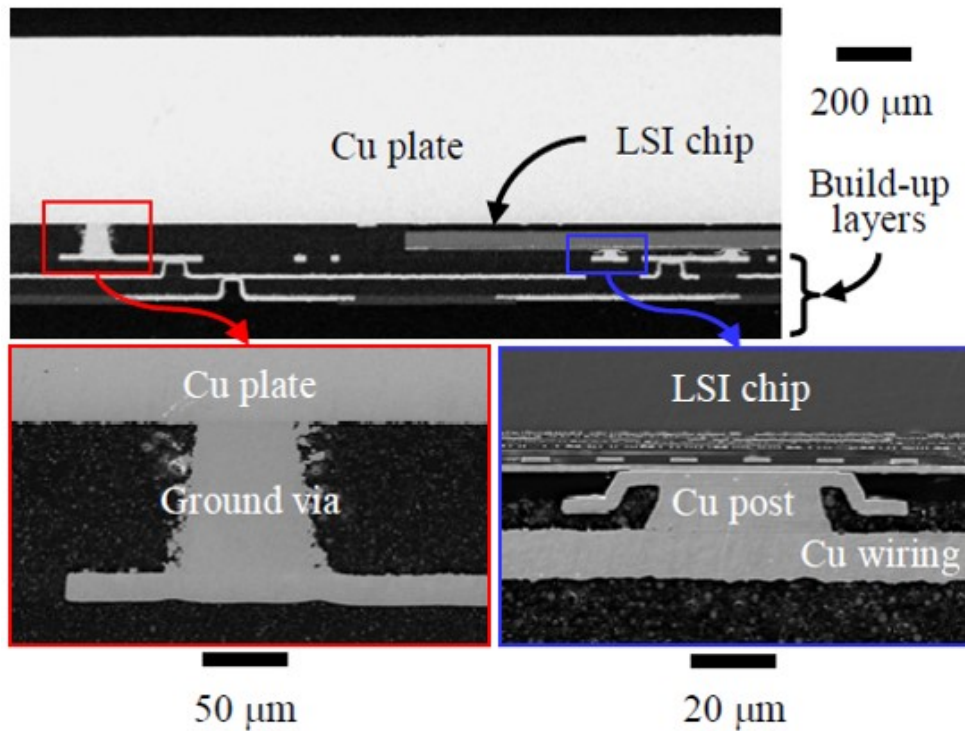 200 μm
Cu plate
LSI chip
Build-up
layers
Cu plate
Ground via
LSI chip
Cu post
Cu wiring
50 μm
20 μm